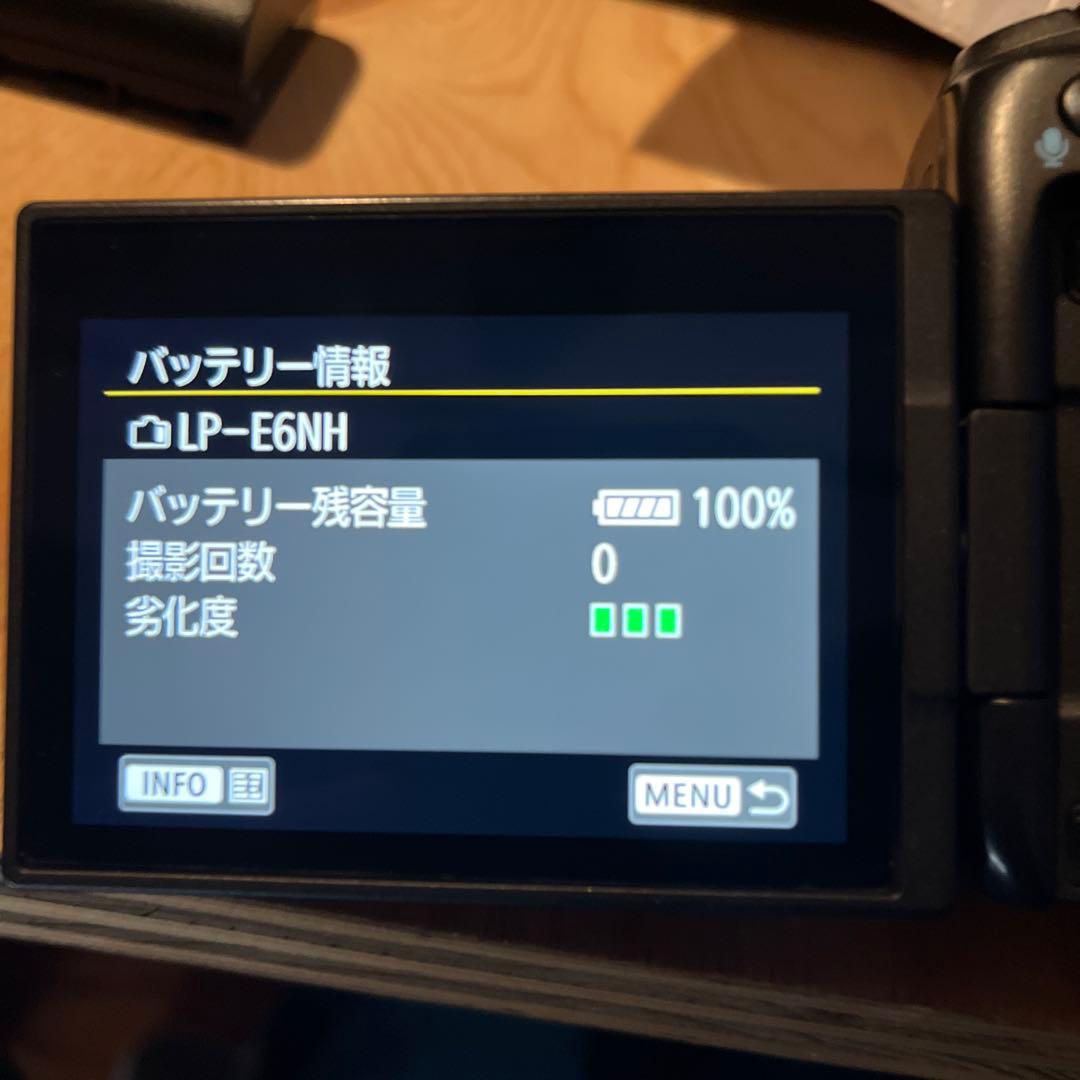 バッテリー情報
LP-E6NH
バッテリー残容量 100%
撮影回数 0
劣化度
INFO
MENU